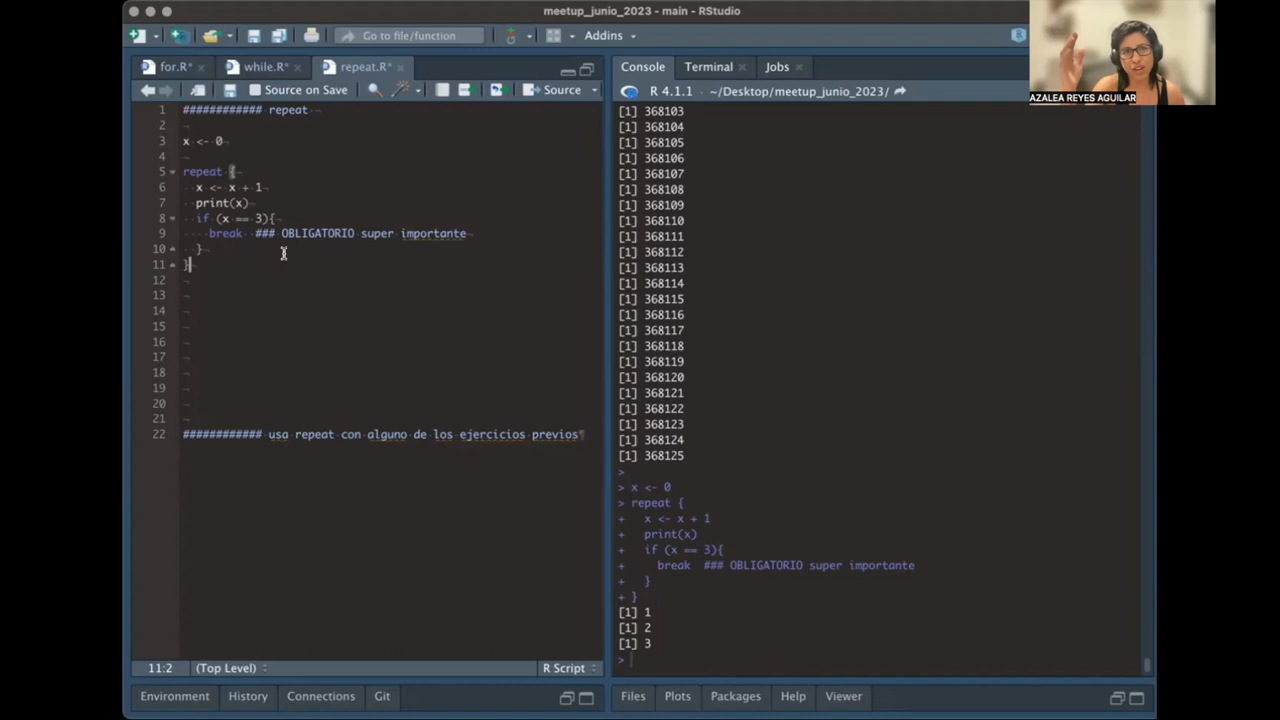 meetup_junio_2023 - main - RStudio
Go to file/function
Addins
AZALEA REYES AGUILAR
for.R*
while.R*
repeat.R*
Source on Save
Source
1 ############ repeat
2
3 x <- 0
4
5 repeat {
6 x <- x + 1
7 print(x)
8 if (x == 3){
9 break ### OBLIGATORIO super importante
10 }
11 }
12
13
14
15
16
17
18
19
20
21
22 ############ usa repeat con alguno de los ejercicios previos
11:2
(Top Level)
R Script
Environment
History
Connections
Git
Console
Terminal
Jobs
R 4.1.1 · ~/Desktop/meetup_junio_2023/
[1] 368103
[1] 368104
[1] 368105
[1] 368106
[1] 368107
[1] 368108
[1] 368109
[1] 368110
[1] 368111
[1] 368112
[1] 368113
[1] 368114
[1] 368115
[1] 368116
[1] 368117
[1] 368118
[1] 368119
[1] 368120
[1] 368121
[1] 368122
[1] 368123
[1] 368124
[1] 368125
>
> x <- 0
> repeat {
+ x <- x + 1
+ print(x)
+ if (x == 3){
+ break ### OBLIGATORIO super importante
+ }
+ }
[1] 1
[1] 2
[1] 3
>
Files
Plots
Packages
Help
Viewer